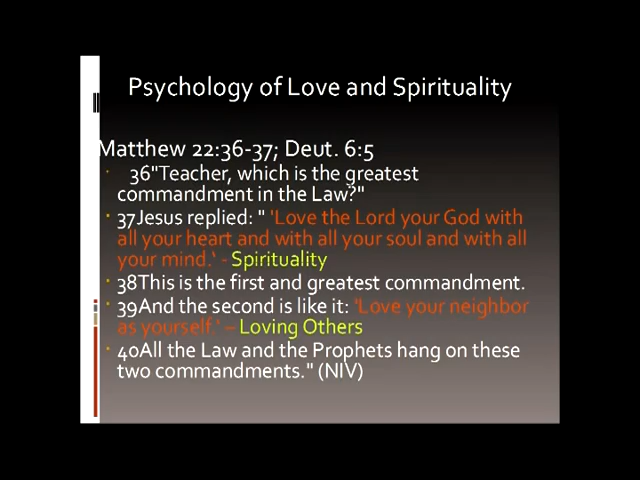 Psychology of Love and Spirituality
Matthew 22:36-37; Deut. 6:5
36"Teacher, which is the greatest
commandment in the Law?"
37Jesus replied: " 'Love the Lord your God with
all your heart and with all your soul and with all
your mind.' - Spirituality
38This is the first and greatest commandment.
39And the second is like it: 'Love your neighbor
as yourself.' – Loving Others
40All the Law and the Prophets hang on these
two commandments." (NIV)